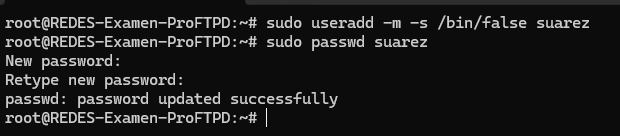 root@REDES-Examen-ProFTPD:~# sudo useradd -m -s /bin/false suarez
root@REDES-Examen-ProFTPD:~# sudo passwd suarez
New password:
Retype new password:
passwd: password updated successfully
root@REDES-Examen-ProFTPD:~#